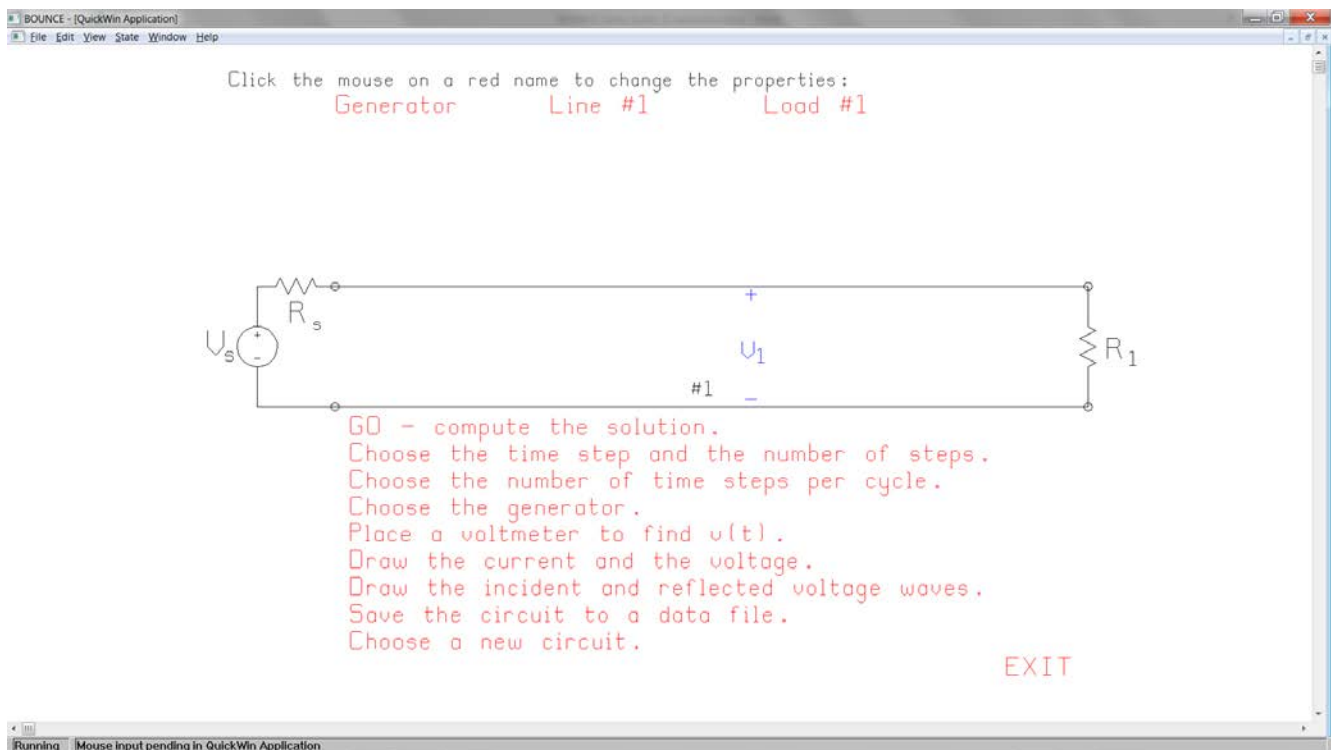 BOUNCE - [QuickWin Application]
File Edit View State Window Help
Click the mouse on a red name to change the properties:
Generator Line #1 Load #1
+
Rs
+
Vs
-
V1
R1
#1
-
GO - compute the solution.
Choose the time step and the number of steps.
Choose the number of time steps per cycle.
Choose the generator.
Place a voltmeter to find v(t).
Draw the current and the voltage.
Draw the incident and reflected voltage waves.
Save the circuit to a data file.
Choose a new circuit.
EXIT
Running Mouse input pending in QuickWin Application